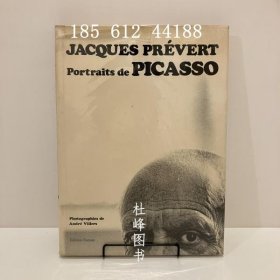 185 612 44188
JACQUES PRÉVERT
Portraits de PICASSO
Photographies de
André Villers
杜峰图书